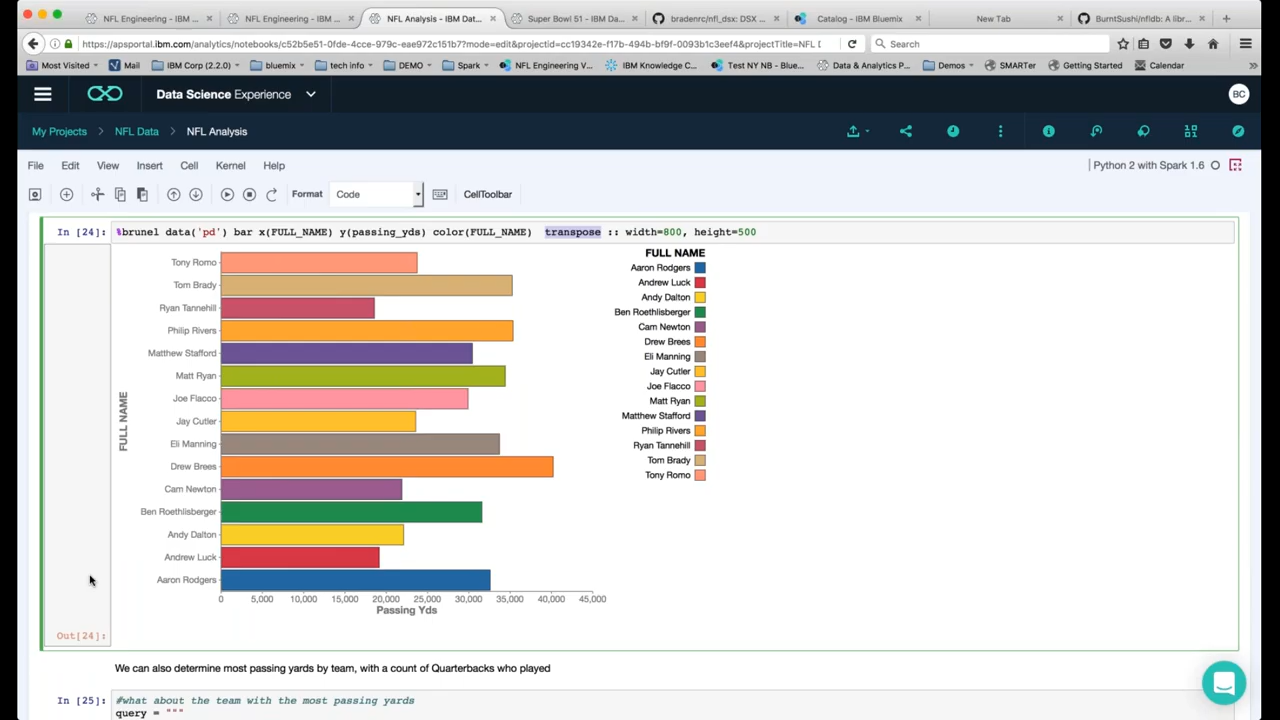 NFL Engineering - IBM ...
NFL Engineering - IBM ...
NFL Analysis - IBM Dat...
Super Bowl 51 - IBM Da...
bradenrc/nfl_dsx: DSX ...
Catalog - IBM Bluemix
New Tab
BurntSushi/nfldb: A librar...
https://apsportal.ibm.com/analytics/notebooks/c52b5e51-0fde-4cce-979c-eae972c151b7?mode=edit&projectid=cc19342e-f17b-494b-bf9f-0093b1c3eef4&projectTitle=NFL
Search
Most Visited
Mail
IBM Corp (2.2.0)
bluemix
tech info
DEMO
Spark
NFL Engineering V...
IBM Knowledge C...
Test NY NB - Blue...
Data & Analytics P...
Demos
SMARTer
Getting Started
Calendar
Data Science Experience
BC
My Projects > NFL Data > NFL Analysis
File Edit View Insert Cell Kernel Help
Python 2 with Spark 1.6
Format Code CellToolbar
In [24]: %brunel data('pd') bar x(FULL_NAME) y(passing_yds) color(FULL_NAME) transpose :: width=800, height=500
Tony Romo
Tom Brady
Ryan Tannehill
Philip Rivers
Matthew Stafford
Matt Ryan
Joe Flacco
Jay Cutler
Eli Manning
Drew Brees
Cam Newton
Ben Roethlisberger
Andy Dalton
Andrew Luck
Aaron Rodgers
FULL NAME
0 5,000 10,000 15,000 20,000 25,000 30,000 35,000 40,000 45,000
Passing Yds
FULL NAME
Aaron Rodgers
Andrew Luck
Andy Dalton
Ben Roethlisberger
Cam Newton
Drew Brees
Eli Manning
Jay Cutler
Joe Flacco
Matt Ryan
Matthew Stafford
Philip Rivers
Ryan Tannehill
Tom Brady
Tony Romo
Out[24]:
We can also determine most passing yards by team, with a count of Quarterbacks who played
In [25]: #what about the team with the most passing yards
query = """